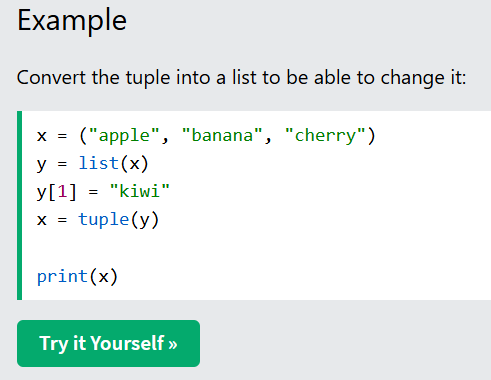 Example
Convert the tuple into a list to be able to change it:
x = ("apple", "banana", "cherry")
y = list(x)
y[1] = "kiwi"
x = tuple(y)
print(x)
Try it Yourself »